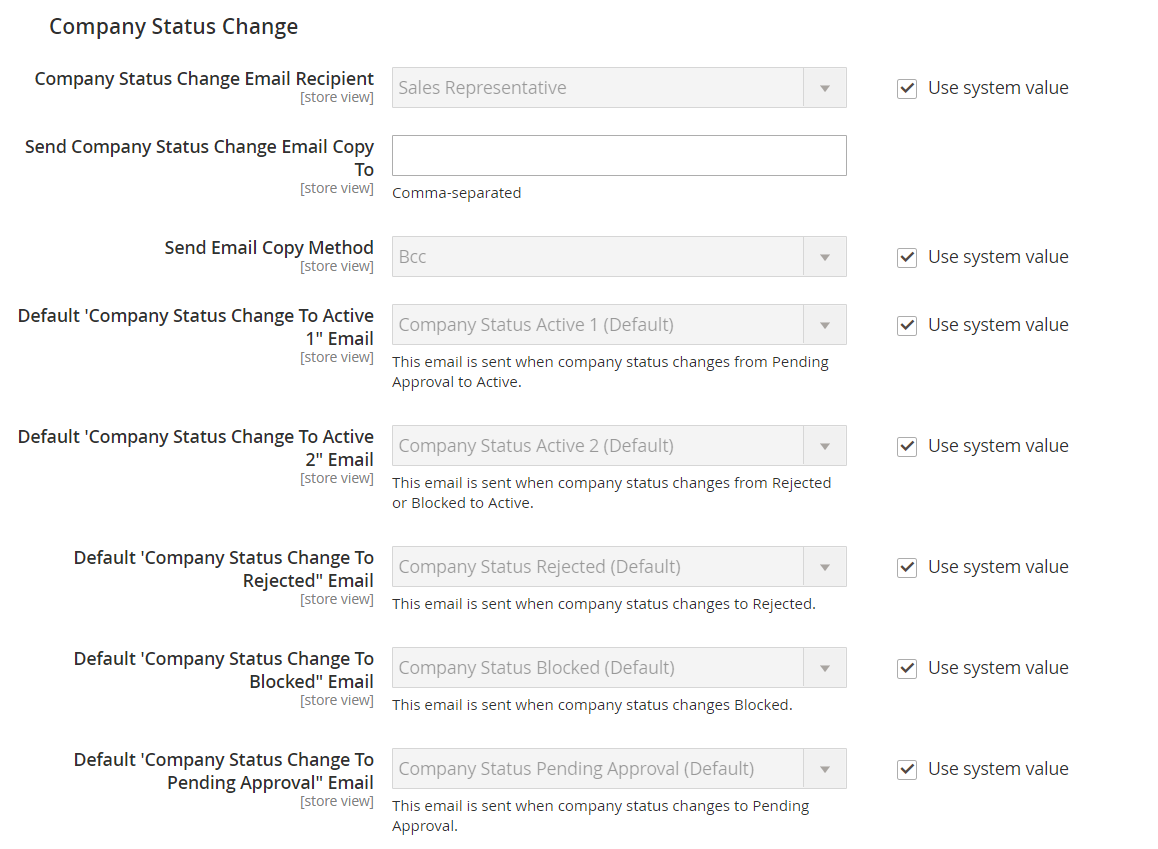 Company Status Change
Company Status Change Email Recipient
[store view]
Sales Representative
Use system value
Send Company Status Change Email Copy
To
[store view]
Comma-separated
Send Email Copy Method
[store view]
Bcc
Use system value
Default 'Company Status Change To Active
1" Email
[store view]
Company Status Active 1 (Default)
Use system value
This email is sent when company status changes from Pending
Approval to Active.
Default 'Company Status Change To Active
2" Email
[store view]
Company Status Active 2 (Default)
Use system value
This email is sent when company status changes from Rejected
or Blocked to Active.
Default 'Company Status Change To
Rejected" Email
[store view]
Company Status Rejected (Default)
Use system value
This email is sent when company status changes to Rejected.
Default 'Company Status Change To
Blocked" Email
[store view]
Company Status Blocked (Default)
Use system value
This email is sent when company status changes Blocked.
Default 'Company Status Change To
Pending Approval" Email
[store view]
Company Status Pending Approval (Default)
Use system value
This email is sent when company status changes to Pending
Approval.